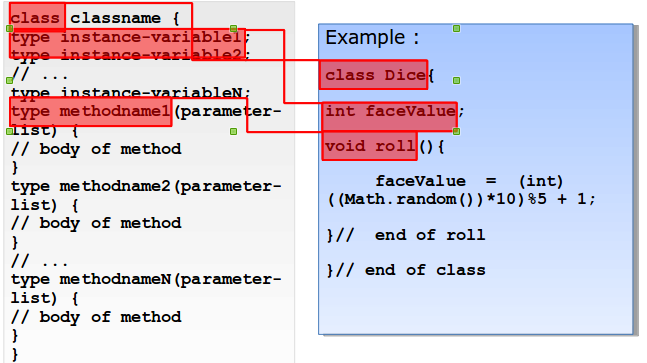 class classname {
type instance-variable1;
type instance-variable2;
// ...
type instance-variableN;
type methodname1(parameter-
list) {
// body of method
}
type methodname2(parameter-
list) {
// body of method
}
// ...
type methodnameN(parameter-
list) {
// body of method
}
}
Example :
class Dice{
int faceValue;
void roll(){
faceValue = (int)
((Math.random())*10)%5 + 1;
}// end of roll
}// end of class